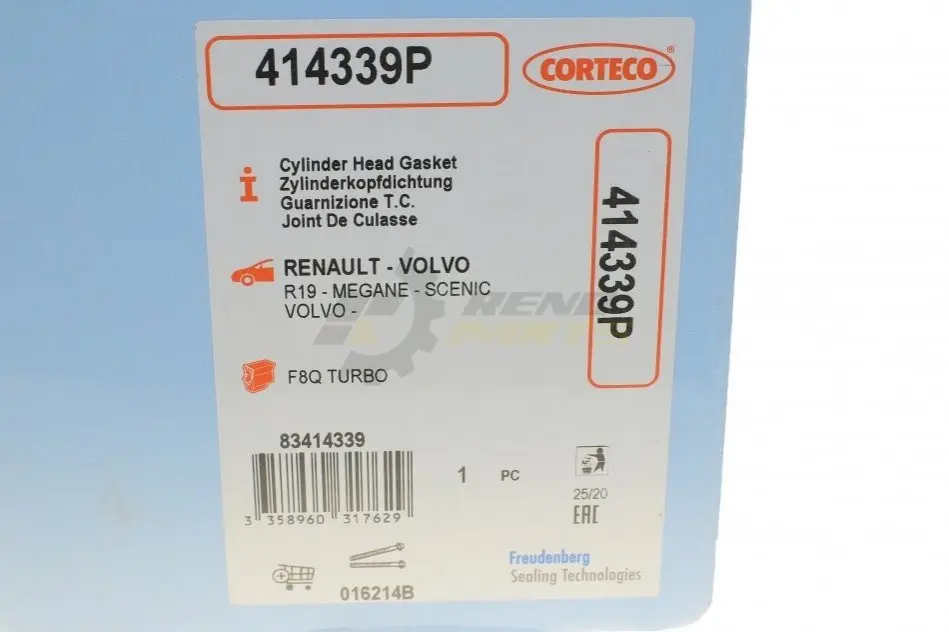 414339P
CORTECO®
Cylinder Head Gasket
Zylinderkopfdichtung
Guarnizione T.C.
Joint De Culasse
414339P
RENAULT - VOLVO
R19 - MEGANE - SCENIC
VOLVO -
F8Q TURBO
83414339
1 PC
3 358960 317629
25/20
EAC
Freudenberg
Sealing Technologies
016214B